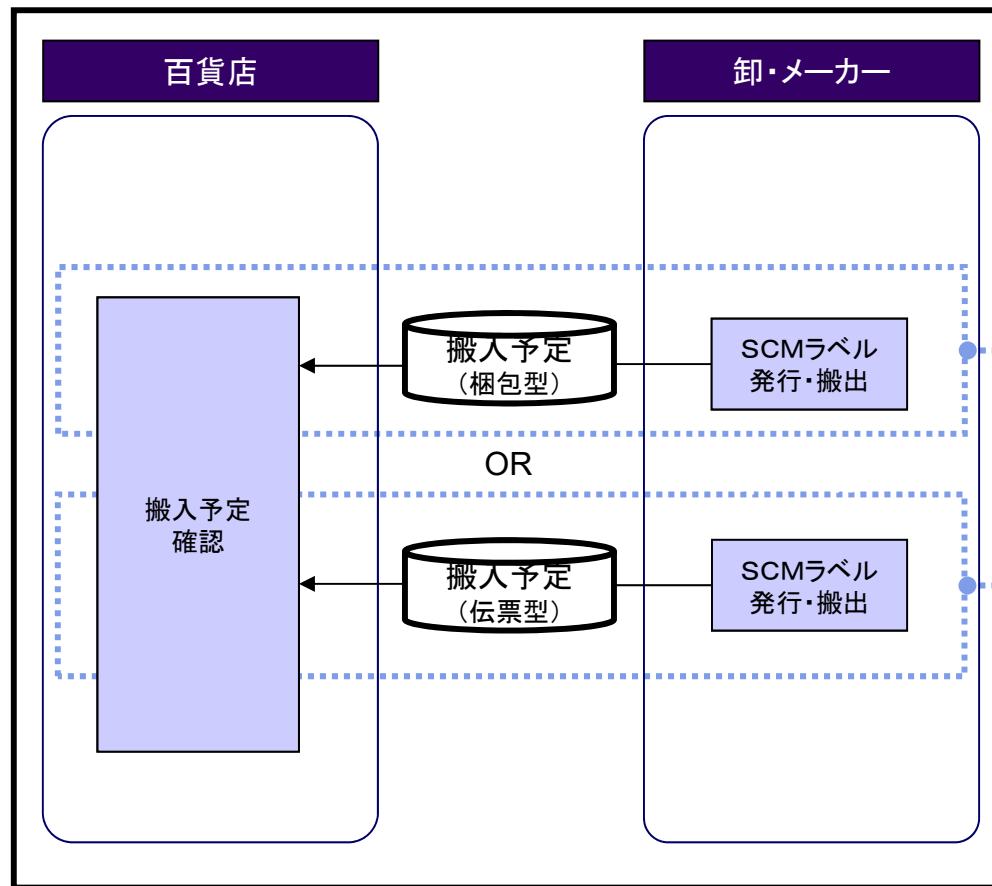 百貨店
卸・メーカー
搬入予定
（梱包型）
SCMラベル
発行・搬出
OR
搬入予定
確認
搬入予定
（伝票型）
SCMラベル
発行・搬出